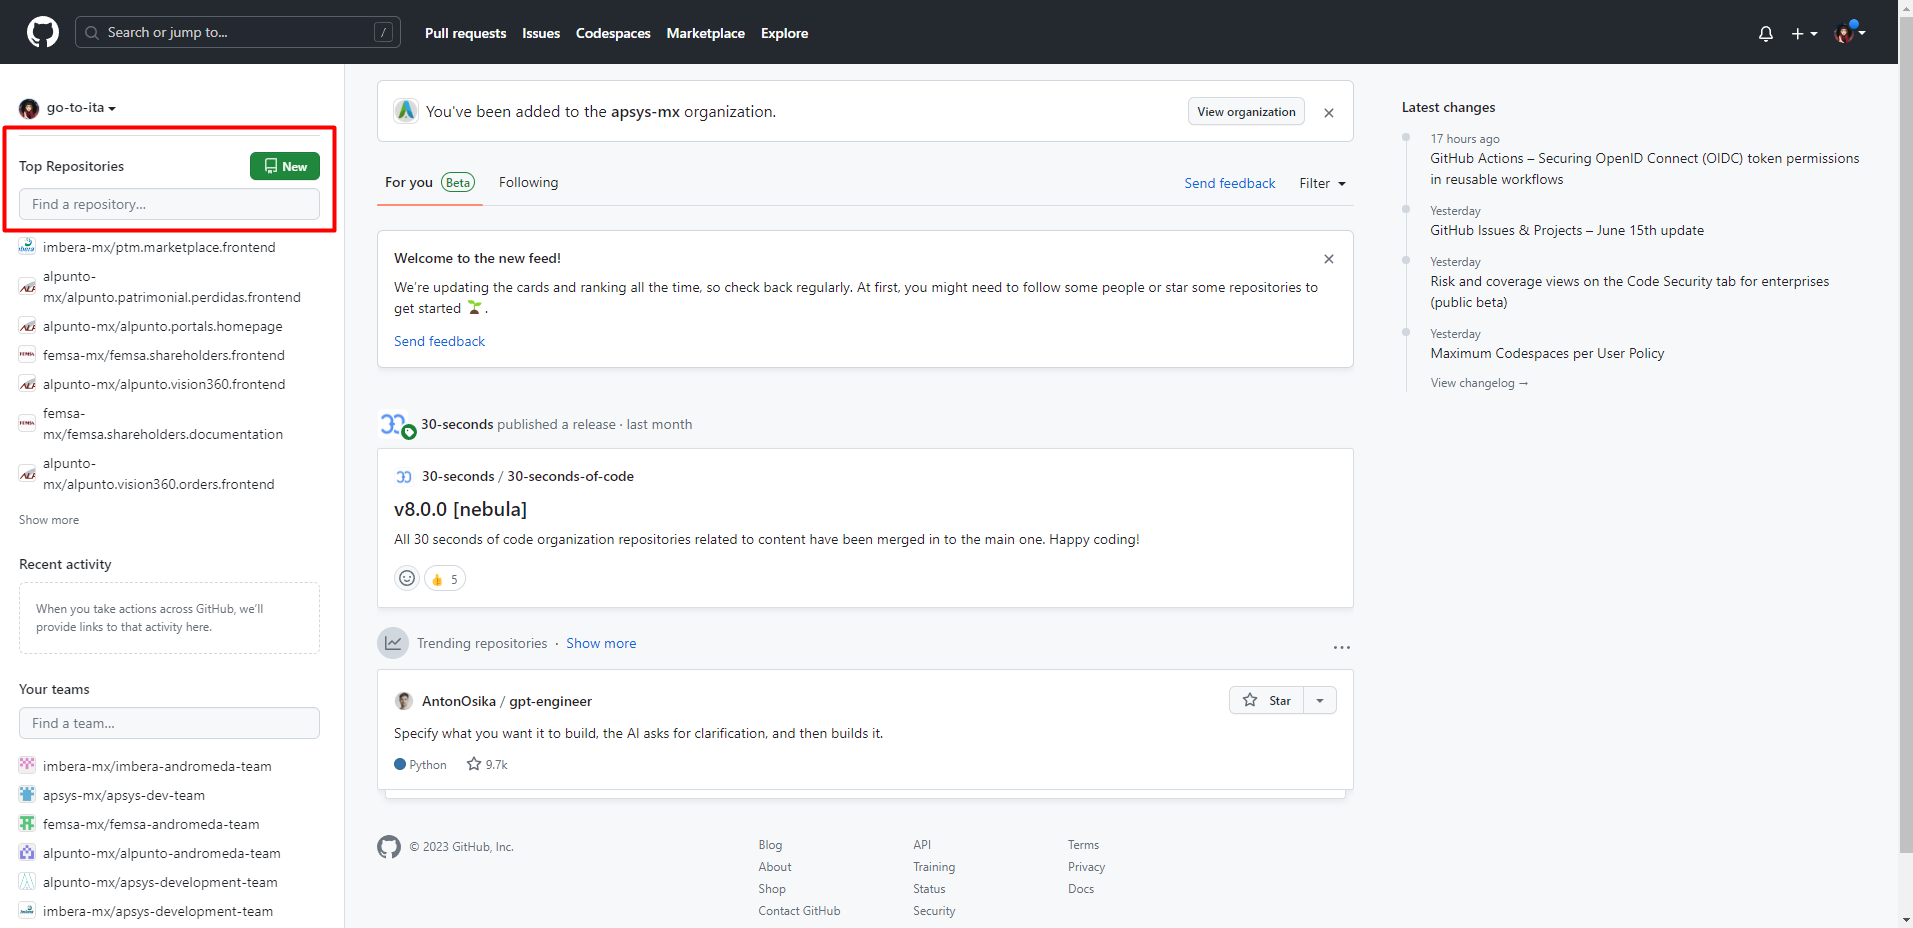 Search or jump to...
/
Pull requests
Issues
Codespaces
Marketplace
Explore
go-to-ita
Top Repositories
New
Find a repository...
imbera-mx/ptm.marketplace.frontend
alpunto-
mx/alpunto.patrimonial.perdidas.frontend
alpunto-mx/alpunto.portals.homepage
femsa-mx/femsa.shareholders.frontend
alpunto-mx/alpunto.vision360.frontend
femsa-
mx/femsa.shareholders.documentation
alpunto-
mx/alpunto.vision360.orders.frontend
Show more
Recent activity
When you take actions across GitHub, we'll
provide links to that activity here.
Your teams
Find a team...
imbera-mx/imbera-andromeda-team
apsys-mx/apsys-dev-team
femsa-mx/femsa-andromeda-team
alpunto-mx/alpunto-andromeda-team
alpunto-mx/apsys-development-team
imbera-mx/apsys-development-team
You've been added to the apsys-mx organization.
View organization
For you Beta
Following
Send feedback
Filter
Welcome to the new feed!
We're updating the cards and ranking all the time, so check back regularly. At first, you might need to follow some people or star some repositories to
get started 🌱.
Send feedback
30-seconds published a release · last month
30-seconds / 30-seconds-of-code
v8.0.0 [nebula]
All 30 seconds of code organization repositories related to content have been merged in to the main one. Happy coding!
👍 5
Trending repositories · Show more
AntonOsika / gpt-engineer
Star
Specify what you want it to build, the AI asks for clarification, and then builds it.
Python
9.7k
Latest changes
17 hours ago
GitHub Actions – Securing OpenID Connect (OIDC) token permissions
in reusable workflows
Yesterday
GitHub Issues & Projects – June 15th update
Yesterday
Risk and coverage views on the Code Security tab for enterprises
(public beta)
Yesterday
Maximum Codespaces per User Policy
View changelog →
© 2023 GitHub, Inc.
Blog
About
Shop
Contact GitHub
API
Training
Status
Security
Terms
Privacy
Docs